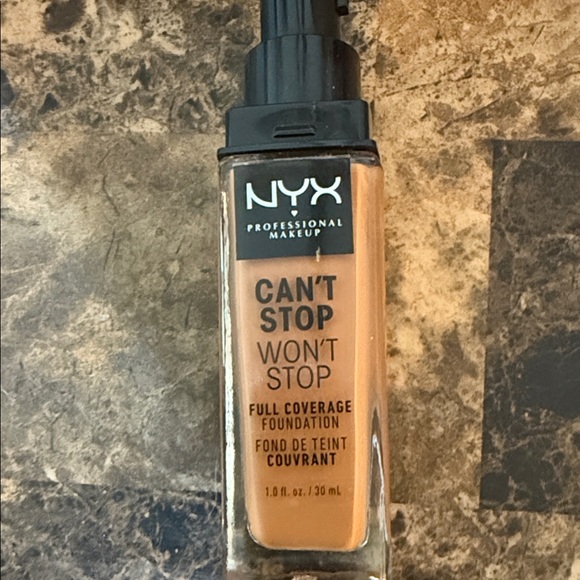 NYX
PROFESSIONAL
MAKEUP
CAN'T
STOP
WON'T
STOP
FULL COVERAGE
FOUNDATION
FOND DE TEINT
COUVRANT
1.0 fl. oz. / 30 mL